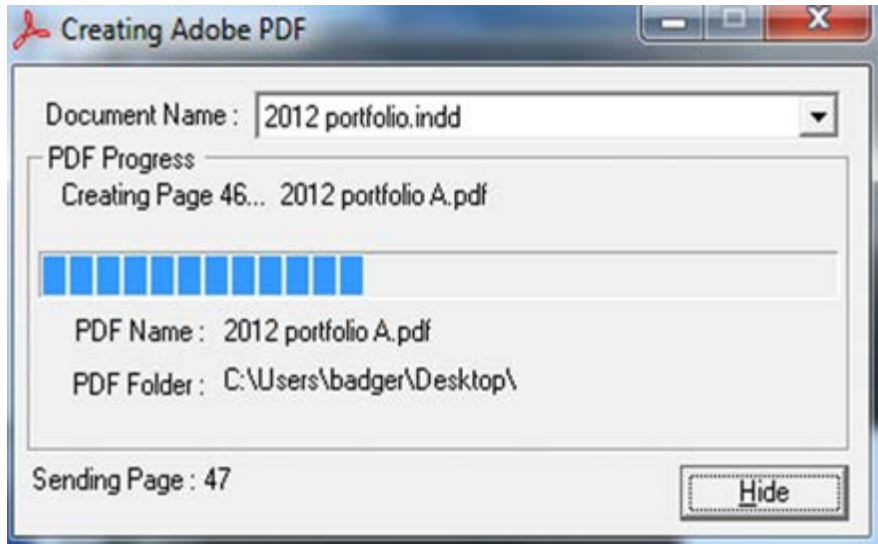 Creating Adobe PDF
Document Name : 2012 portfolio.indd
PDF Progress
Creating Page 46... 2012 portfolio A.pdf
PDF Name : 2012 portfolio A.pdf
PDF Folder : C:\Users\badger\Desktop\
Sending Page : 47
Hide